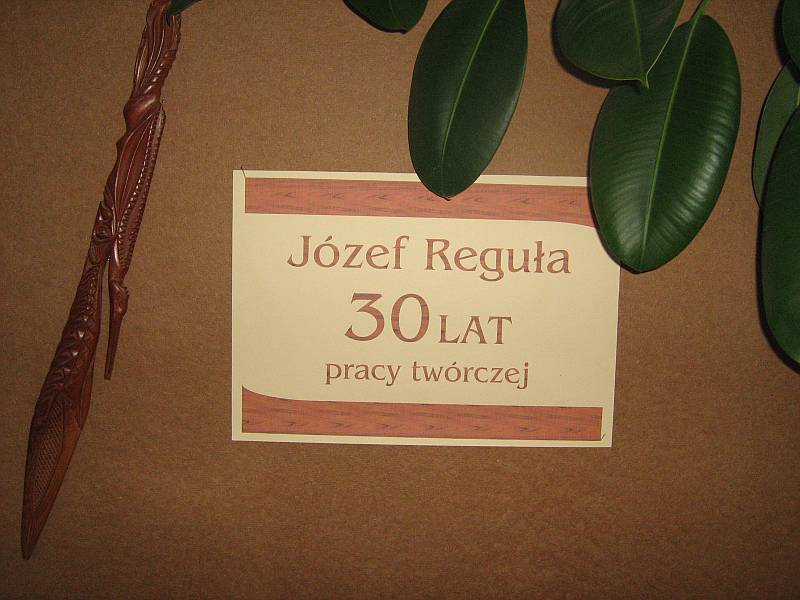 Józef Reguła
30 LAT
pracy twórczej